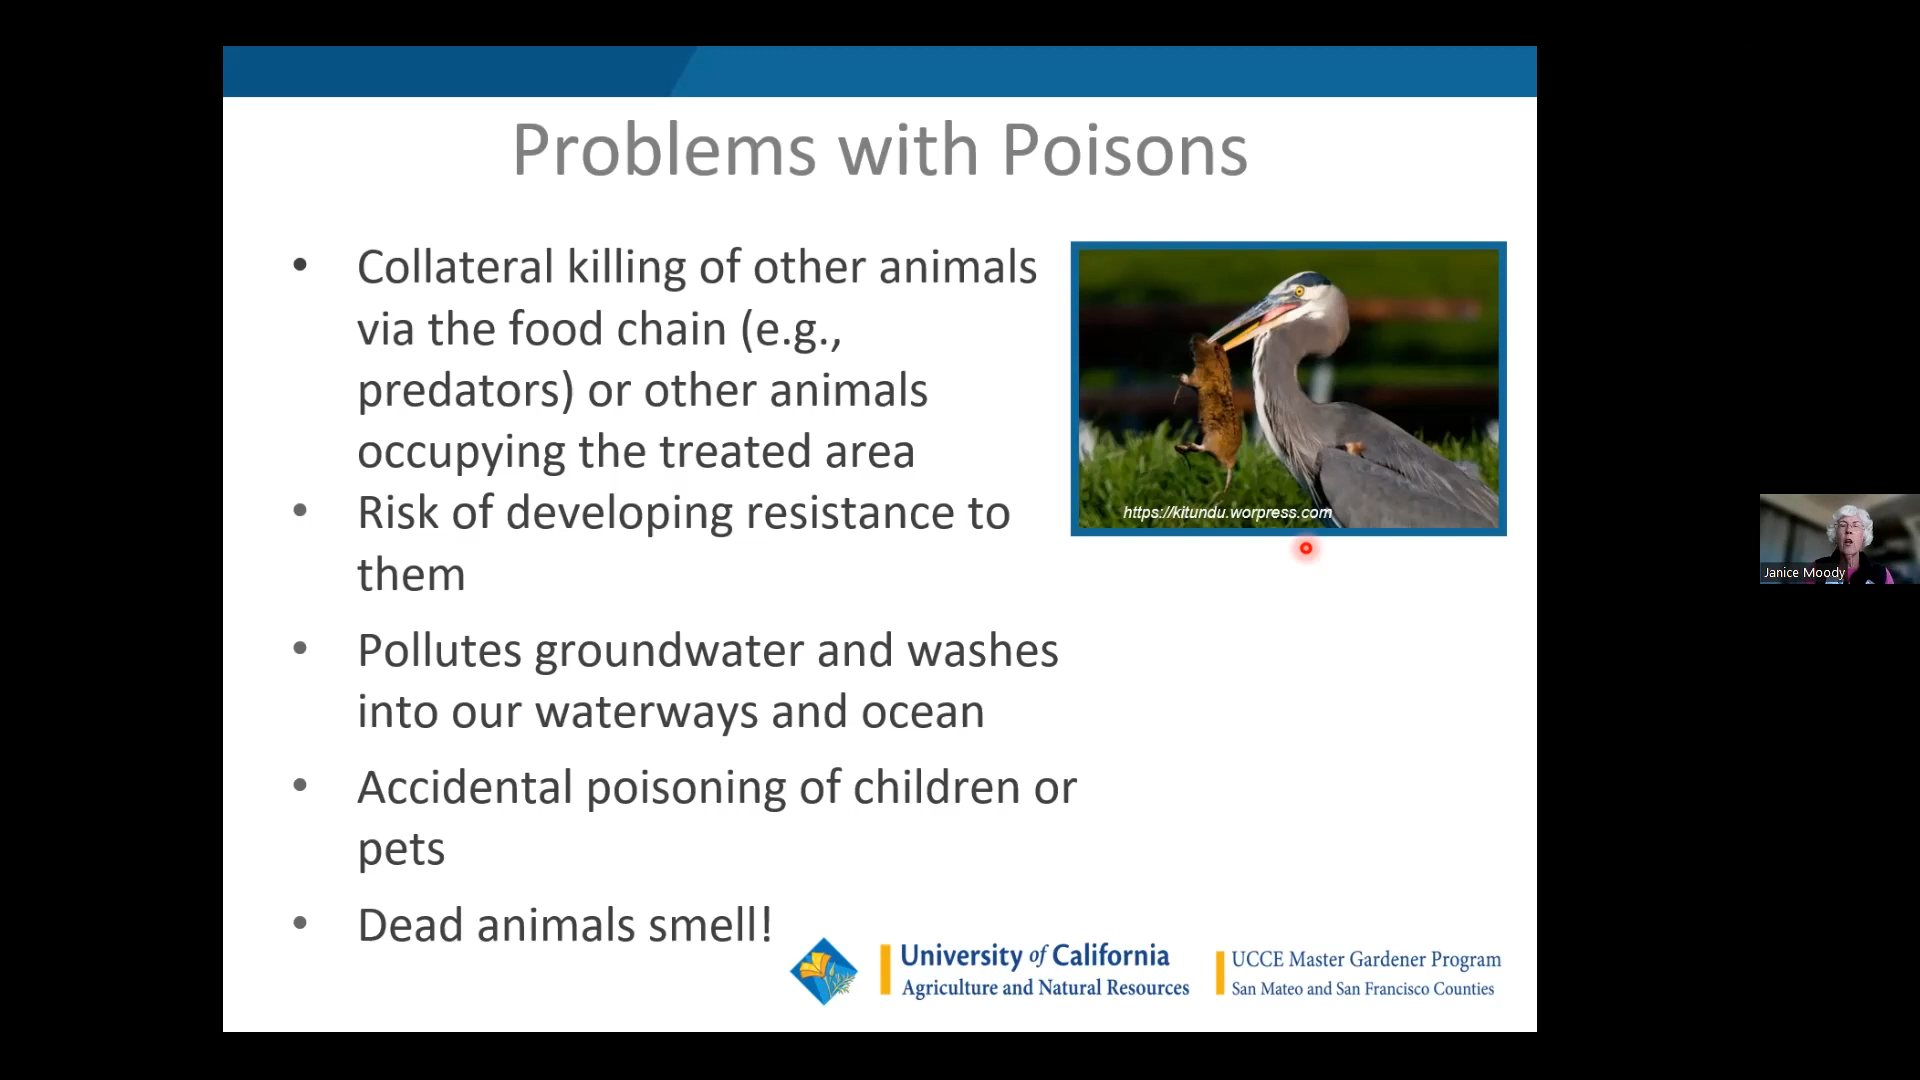 Problems with Poisons
• Collateral killing of other animals
via the food chain (e.g.,
predators) or other animals
occupying the treated area
• Risk of developing resistance to
them
• Pollutes groundwater and washes
into our waterways and ocean
• Accidental poisoning of children or
pets
• Dead animals smell!
https://kitundu.worpress.com
University of California
Agriculture and Natural Resources
UCCE Master Gardener Program
San Mateo and San Francisco Counties
Janice Moody